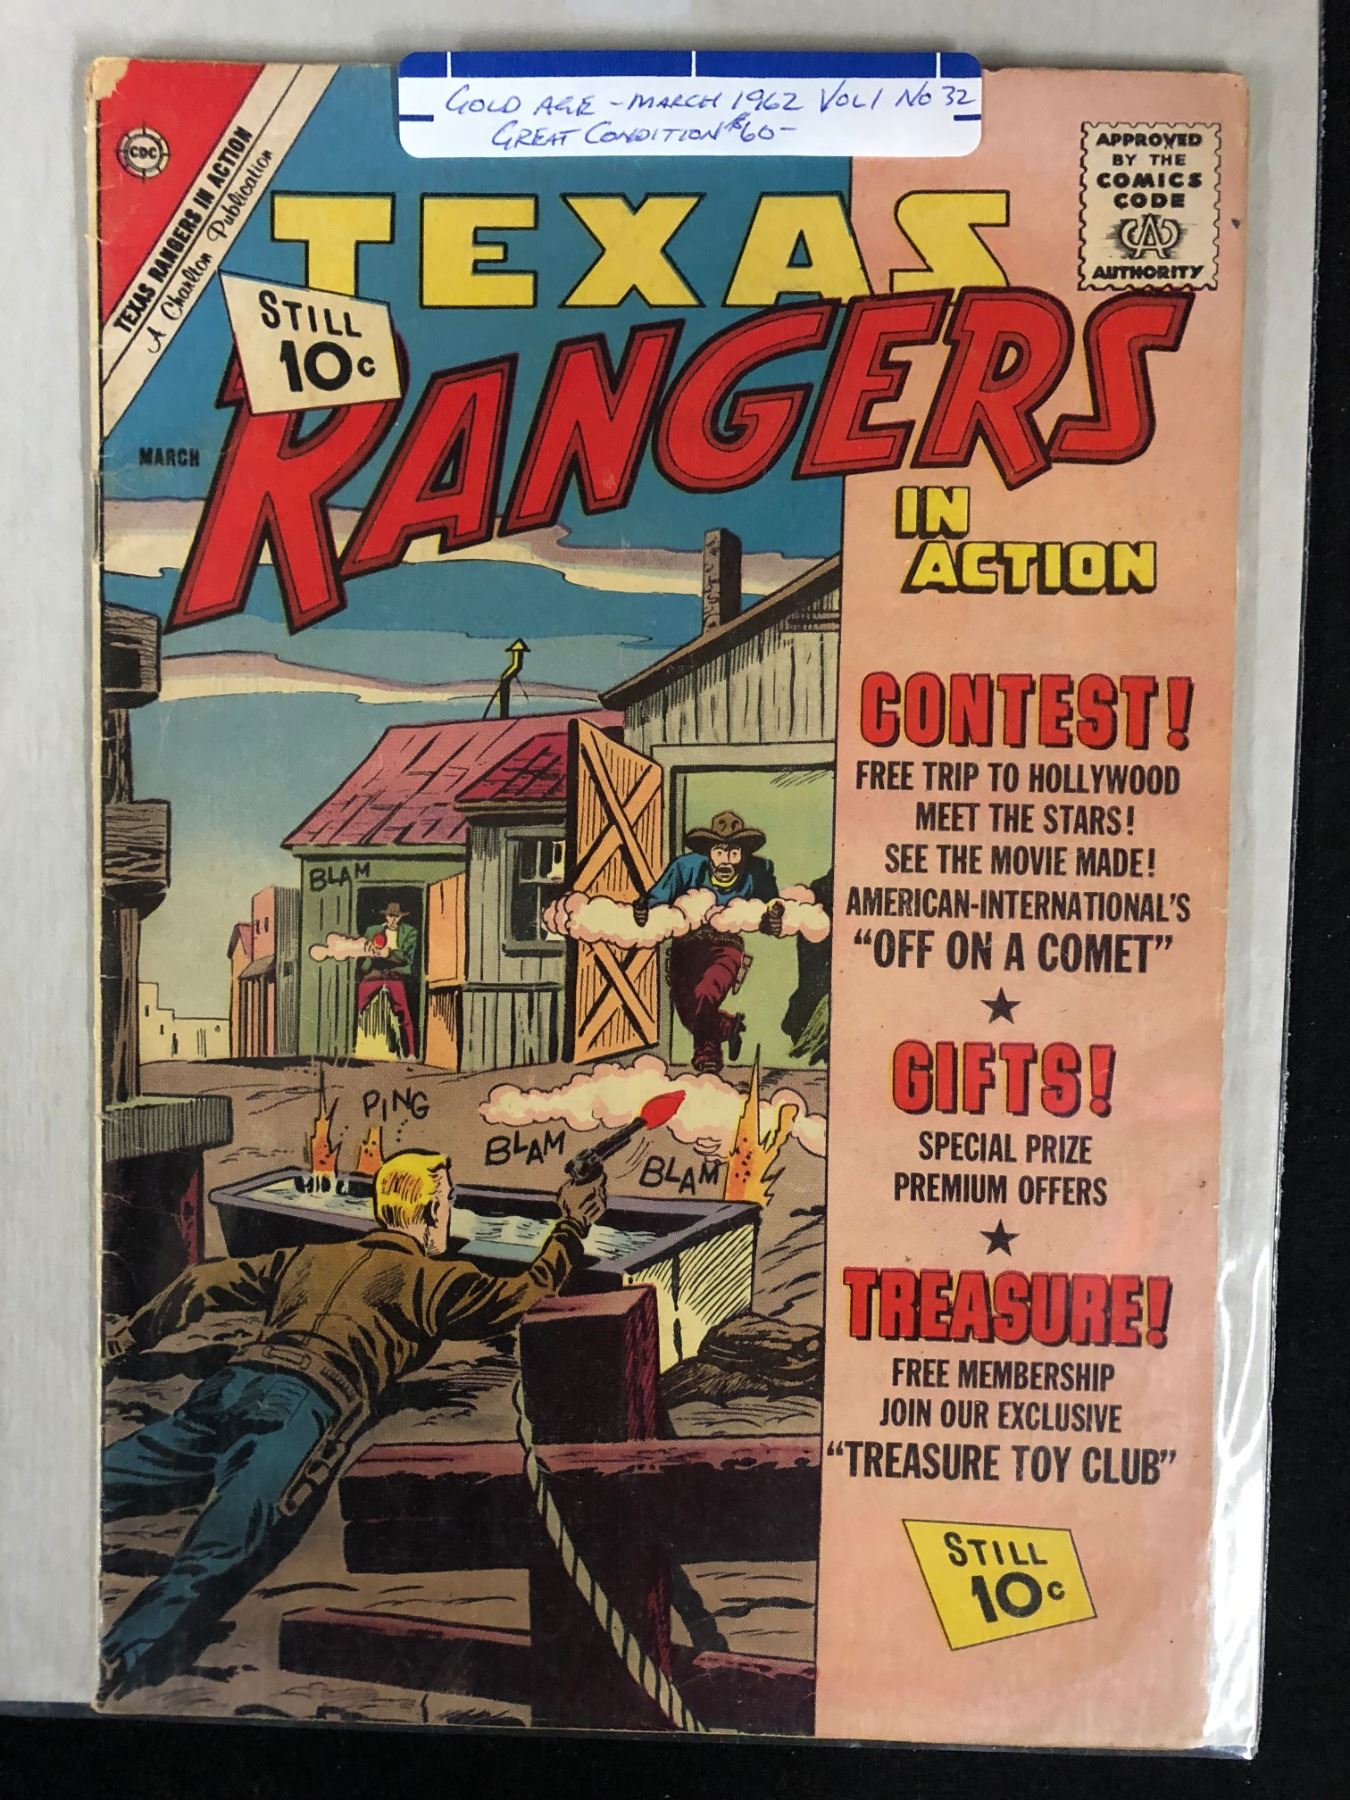 GOLD AGE - MARCH 1962 VOL1 NO 32
GREAT CONDITION $60-
CDC
TEXAS RANGERS IN ACTION
A Charlton Publication
APPROVED
BY THE
COMICS
CODE
CA
AUTHORITY
TEXAS
STILL
10c
RANGERS
MARCH
IN
ACTION
CONTEST!
FREE TRIP TO HOLLYWOOD
MEET THE STARS!
SEE THE MOVIE MADE!
AMERICAN-INTERNATIONAL'S
"OFF ON A COMET"
BLAM
PING
BLAM
BLAM
GIFTS!
SPECIAL PRIZE
PREMIUM OFFERS
TREASURE!
FREE MEMBERSHIP
JOIN OUR EXCLUSIVE
"TREASURE TOY CLUB"
STILL
10c